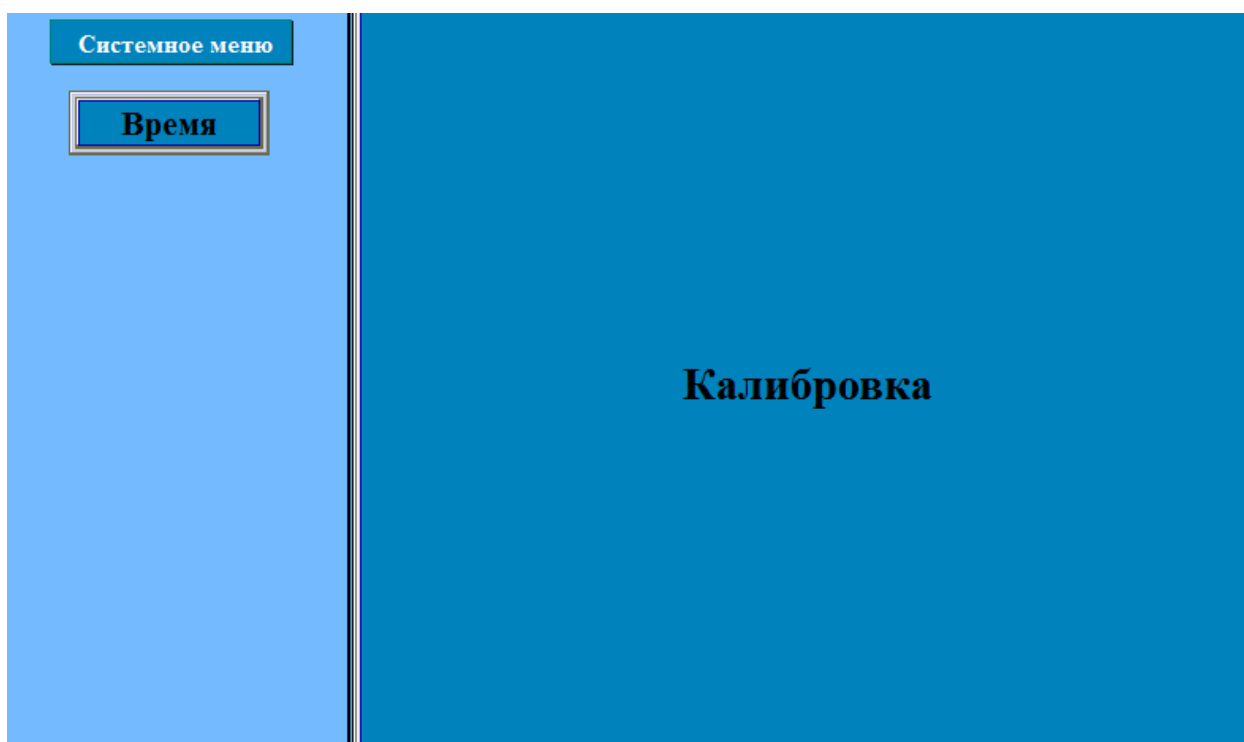 Системное меню
Время
Калибровка